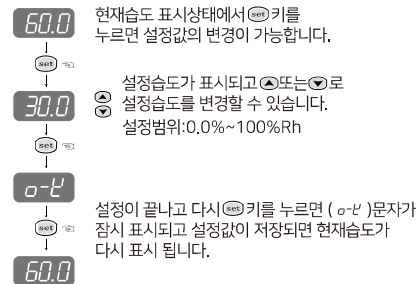 60.0
현재습도 표시상태에서 set 키를
누르면 설정값의 변경이 가능합니다.
set
30.0
설정습도가 표시되고 ▲또는 ▼로
설정습도를 변경할 수 있습니다.
설정범위:0.0%~100%Rh
set
o-ㄸ
설정이 끝나고 다시 set 키를 누르면 ( o-ㄸ )문자가
set
잠시 표시되고 설정값이 저장되면 현재습도가
다시 표시 됩니다.
60.0